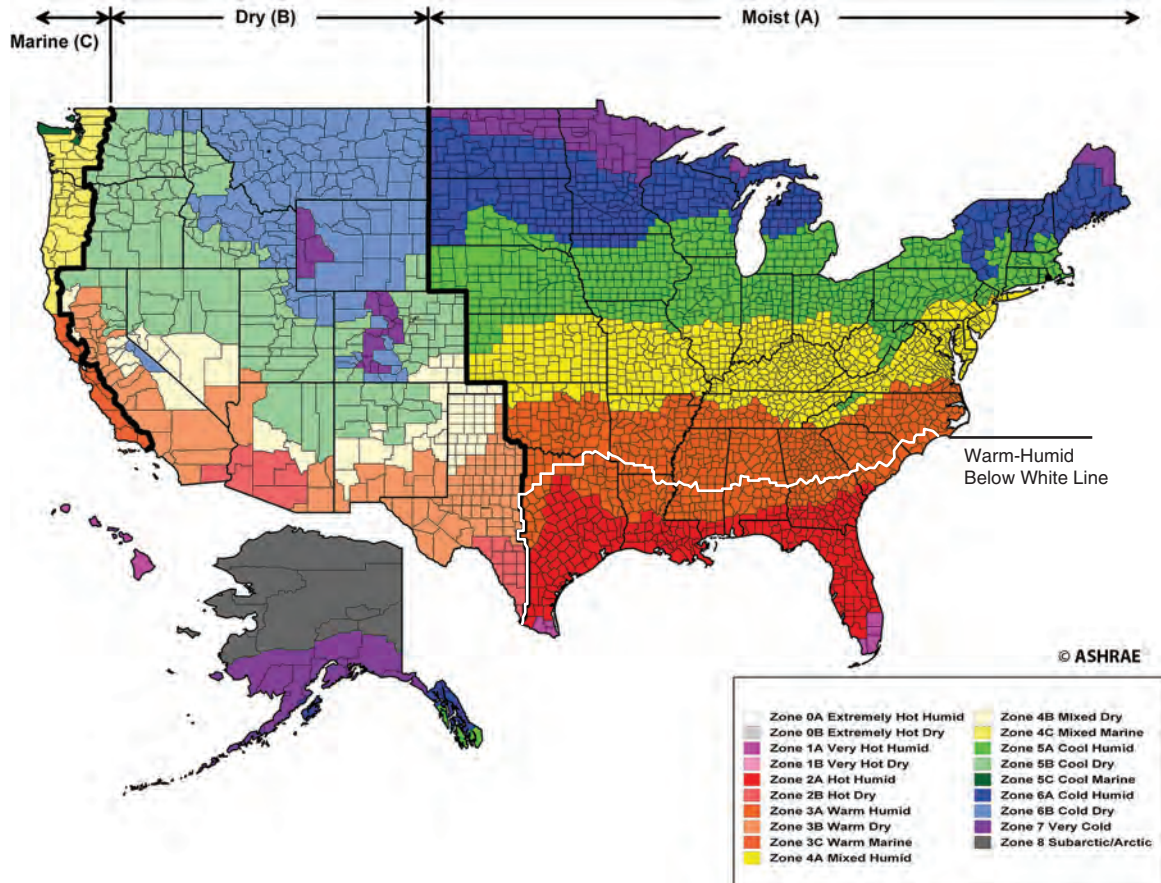 Dry (B)
Moist (A)
Marine (C)
Warm-Humid
Below White Line
© ASHRAE
Zone 0A Extremely Hot Humid
Zone 0B Extremely Hot Dry
Zone 1A Very Hot Humid
Zone 1B Very Hot Dry
Zone 2A Hot Humid
Zone 2B Hot Dry
Zone 3A Warm Humid
Zone 3B Warm Dry
Zone 3C Warm Marine
Zone 4A Mixed Humid
Zone 4B Mixed Dry
Zone 4C Mixed Marine
Zone 5A Cool Humid
Zone 5B Cool Dry
Zone 5C Cool Marine
Zone 6A Cold Humid
Zone 6B Cold Dry
Zone 7 Very Cold
Zone 8 Subarctic/Arctic